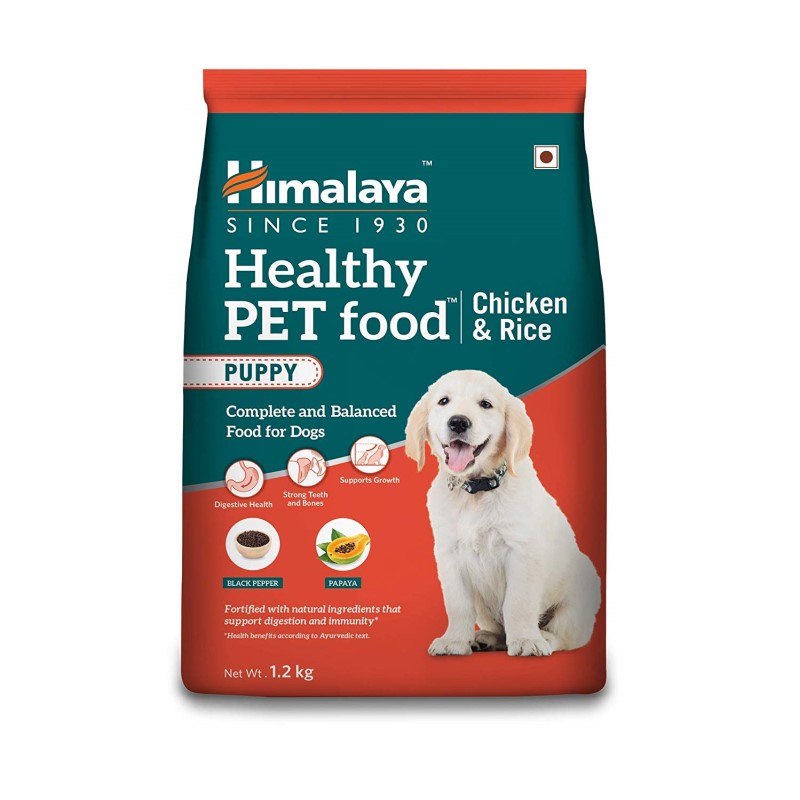 Himalaya™
SINCE 1930
Healthy
PET food™
Chicken
& Rice
PUPPY
Complete and Balanced
Food for Dogs
Digestive Health
Strong Teeth
and Bones
Supports Growth
BLACK PEPPER
PAPAYA
Fortified with natural ingredients that
support digestion and immunity*
*Health benefits according to Ayurvedic text.
Net Wt. 1.2 kg